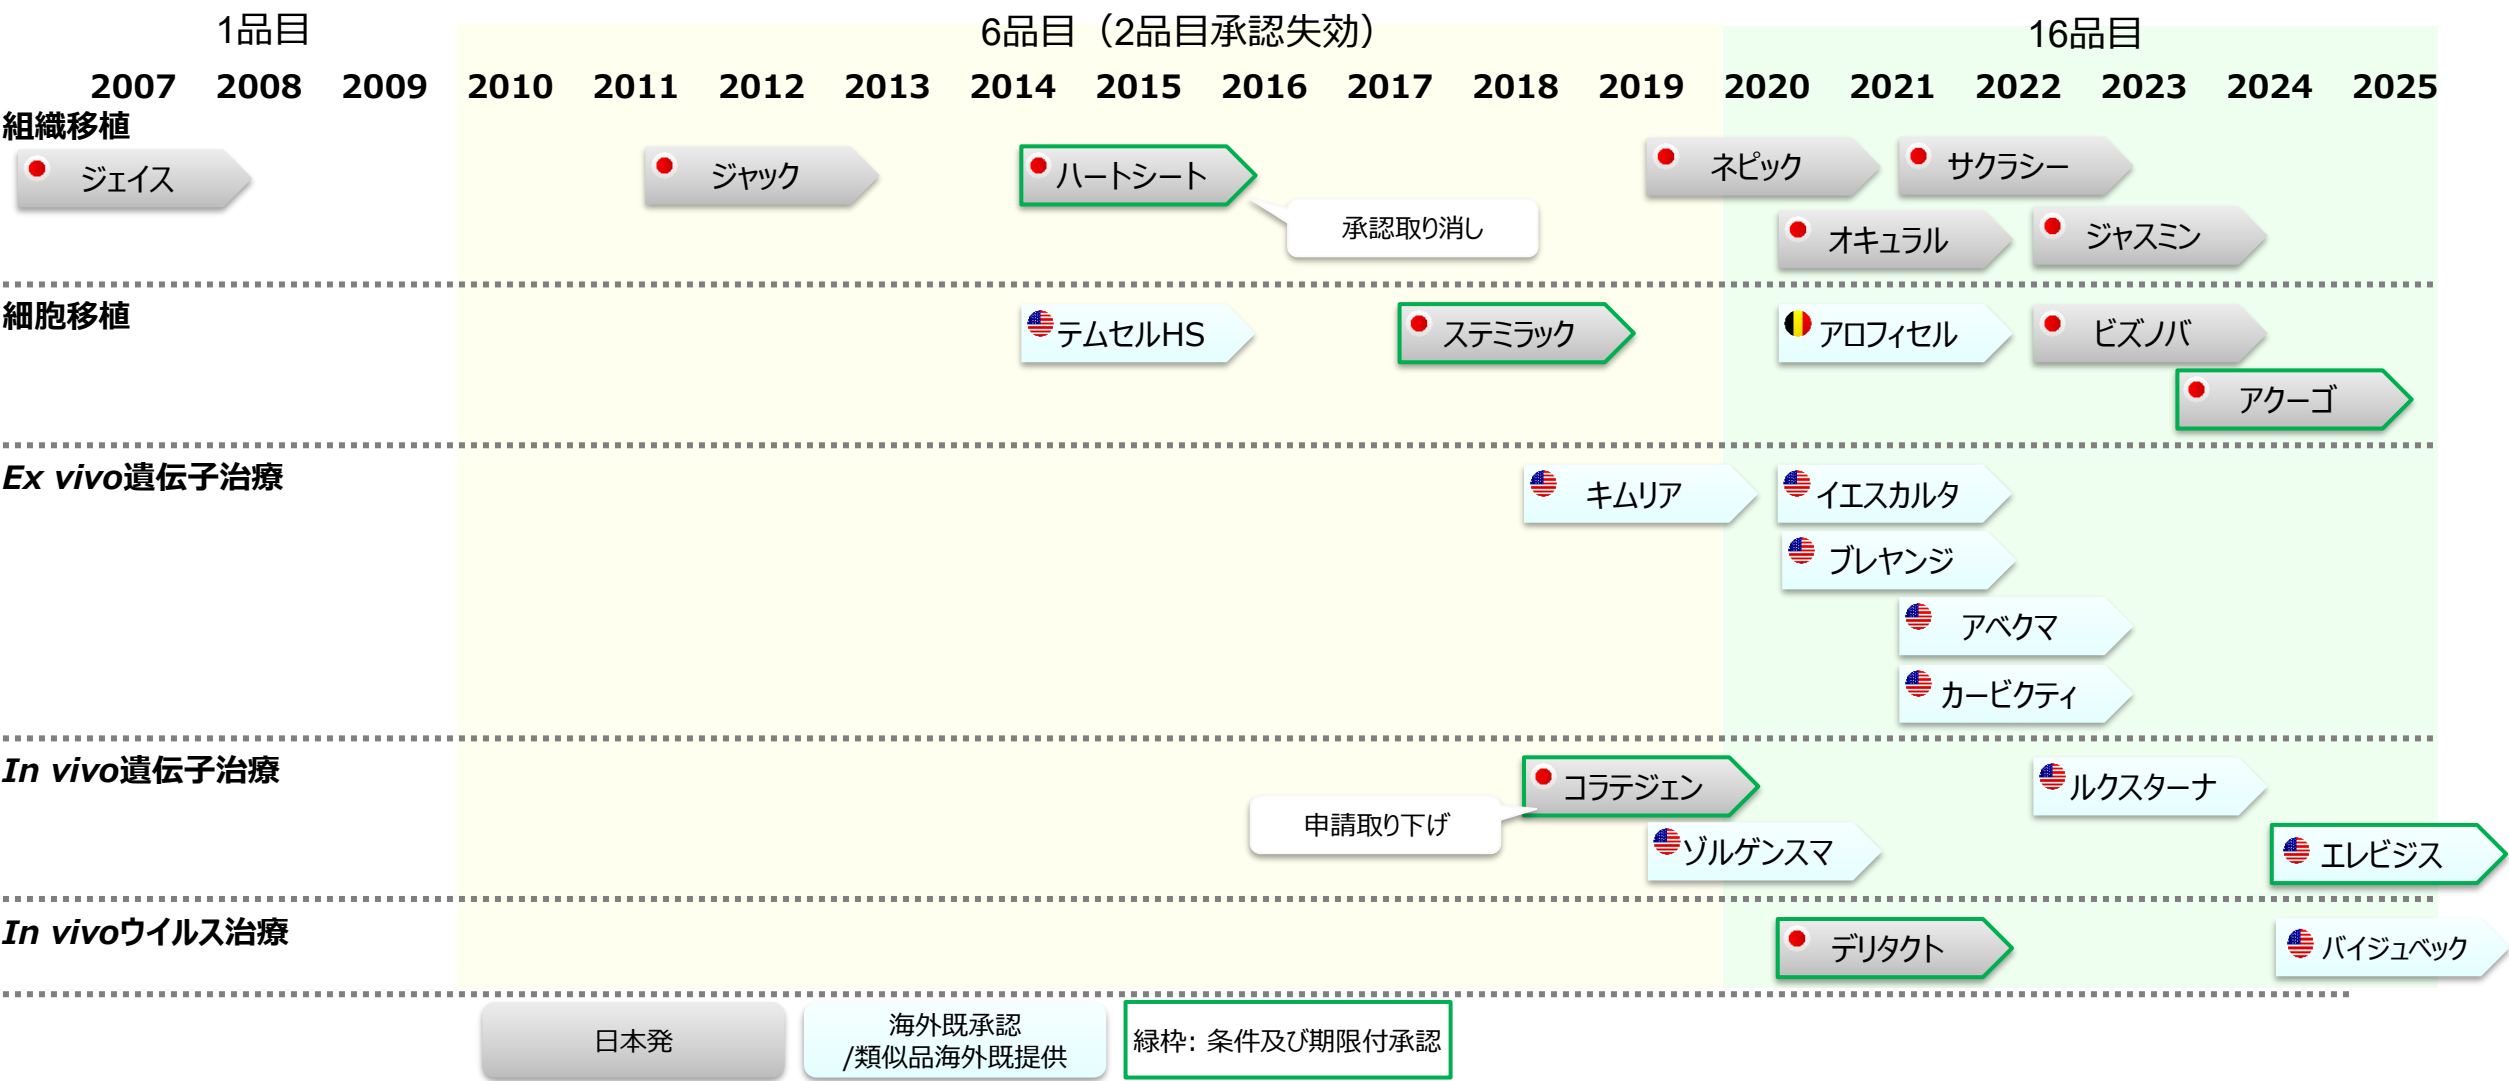 1品目
6品目（2品目承認失効）
16品目
2007 2008 2009 2010 2011 2012 2013 2014 2015 2016 2017 2018 2019 2020 2021 2022 2023 2024 2025
組織移植
ジェイス
ジャック
ハートシート
ネピック
サクラシー
承認取り消し
オキュラル
ジャスミン
細胞移植
テムセルHS
ステミラック
アロフィセル
ビズノバ
アクーゴ
Ex vivo遺伝子治療
キムリア
イエスカルタ
ブレヤンジ
アベクマ
カービクティ
In vivo遺伝子治療
コラテジェン
ルクスターナ
申請取り下げ
ゾルゲンスマ
エレビジス
In vivoウイルス治療
デリタクト
バイジュベック
日本発
海外既承認
/類似品海外既提供
緑枠: 条件及び期限付承認